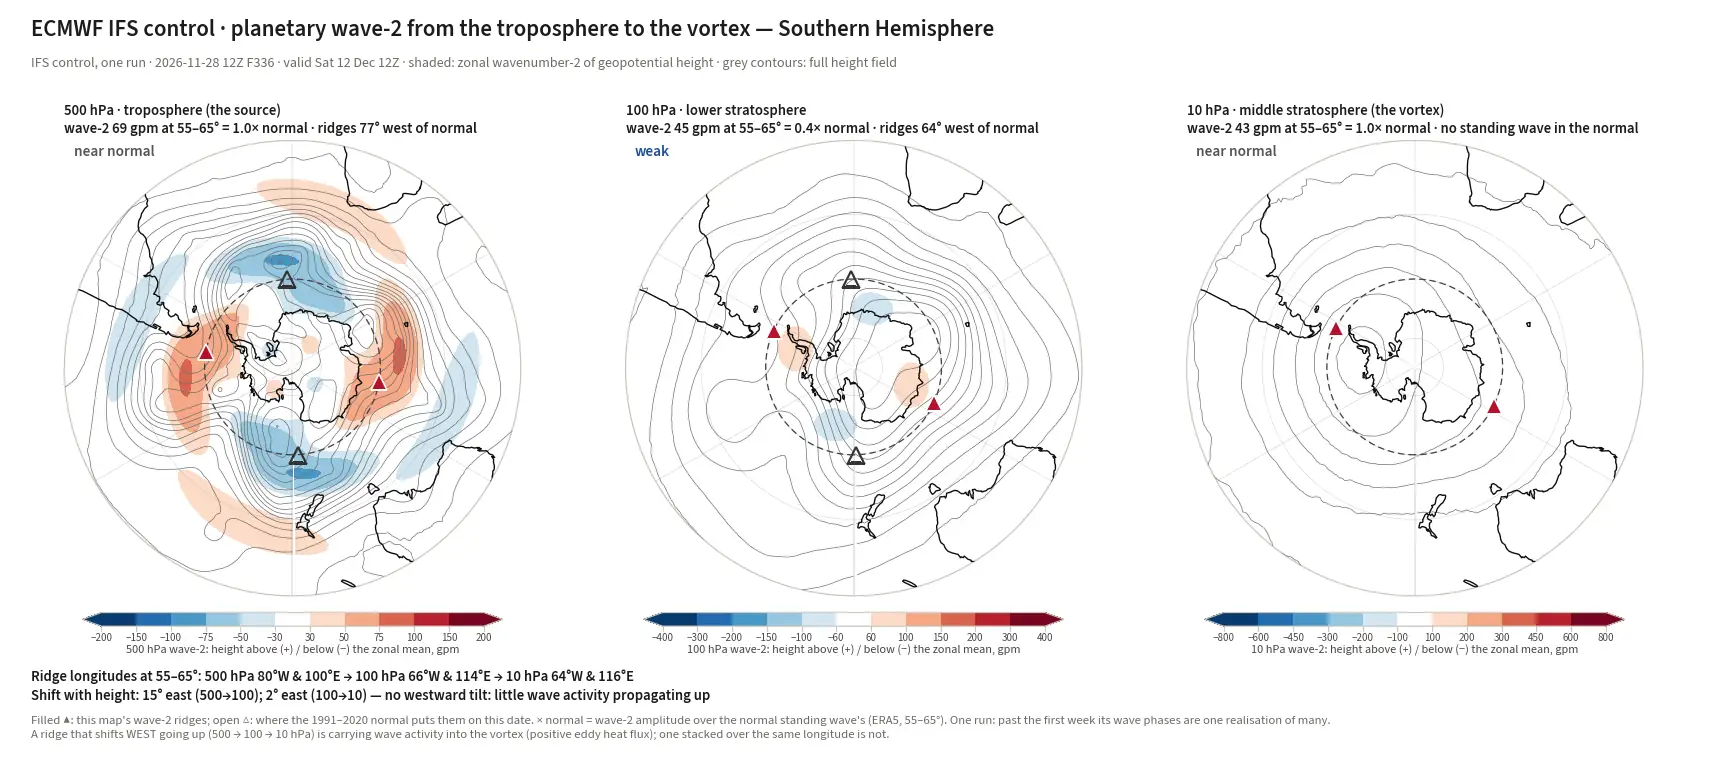 ECMWF IFS control · planetary wave-2 from the troposphere to the vortex — Southern Hemisphere
IFS control, one run · 2026-11-28 12Z F336 · valid Sat 12 Dec 12Z · shaded: zonal wavenumber-2 of geopotential height · grey contours: full height field
500 hPa · troposphere (the source)
wave-2 69 gpm at 55–65° = 1.0× normal · ridges 77° west of normal
near normal
100 hPa · lower stratosphere
wave-2 45 gpm at 55–65° = 0.4× normal · ridges 64° west of normal
weak
10 hPa · middle stratosphere (the vortex)
wave-2 43 gpm at 55–65° = 1.0× normal · no standing wave in the normal
near normal
−200 −150 −100 −75 −50 −30 30 50 75 100 150 200
500 hPa wave-2: height above (+) / below (−) the zonal mean, gpm
−400 −300 −200 −150 −100 −60 60 100 150 200 300 400
100 hPa wave-2: height above (+) / below (−) the zonal mean, gpm
−800 −600 −450 −300 −200 −100 100 200 300 450 600 800
10 hPa wave-2: height above (+) / below (−) the zonal mean, gpm
Ridge longitudes at 55–65°: 500 hPa 80°W & 100°E → 100 hPa 66°W & 114°E → 10 hPa 64°W & 116°E
Shift with height: 15° east (500→100); 2° east (100→10) — no westward tilt: little wave activity propagating up
Filled ▲: this map's wave-2 ridges; open △: where the 1991–2020 normal puts them on this date. × normal = wave-2 amplitude over the normal standing wave's (ERA5, 55–65°). One run: past the first week its wave phases are one realisation of many.
A ridge that shifts WEST going up (500 → 100 → 10 hPa) is carrying wave activity into the vortex (positive eddy heat flux); one stacked over the same longitude is not.